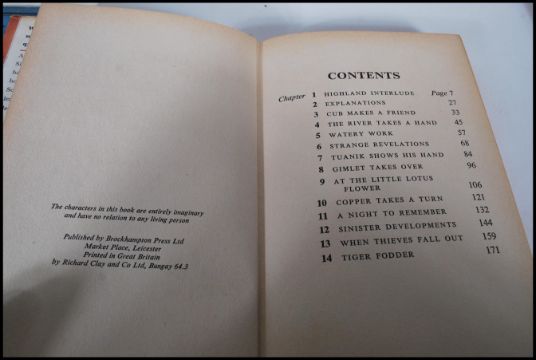 The characters in this book are entirely imaginary
and have no relation to any living person
Published by Brockhampton Press Ltd
Market Place, Leicester
Printed in Great Britain
by Richard Clay and Co Ltd, Bungay 64.3
CONTENTS
Chapter 1 HIGHLAND INTERLUDE Page 7
2 EXPLANATIONS 27
3 CUB MAKES A FRIEND 33
4 THE RIVER TAKES A HAND 45
5 WATERY WORK 57
6 STRANGE REVELATIONS 68
7 TUANIK SHOWS HIS HAND 84
8 GIMLET TAKES OVER 96
9 AT THE LITTLE LOTUS
FLOWER 106
10 COPPER TAKES A TURN 121
11 A NIGHT TO REMEMBER 132
12 SINISTER DEVELOPMENTS 144
13 WHEN THIEVES FALL OUT 159
14 TIGER FODDER 171